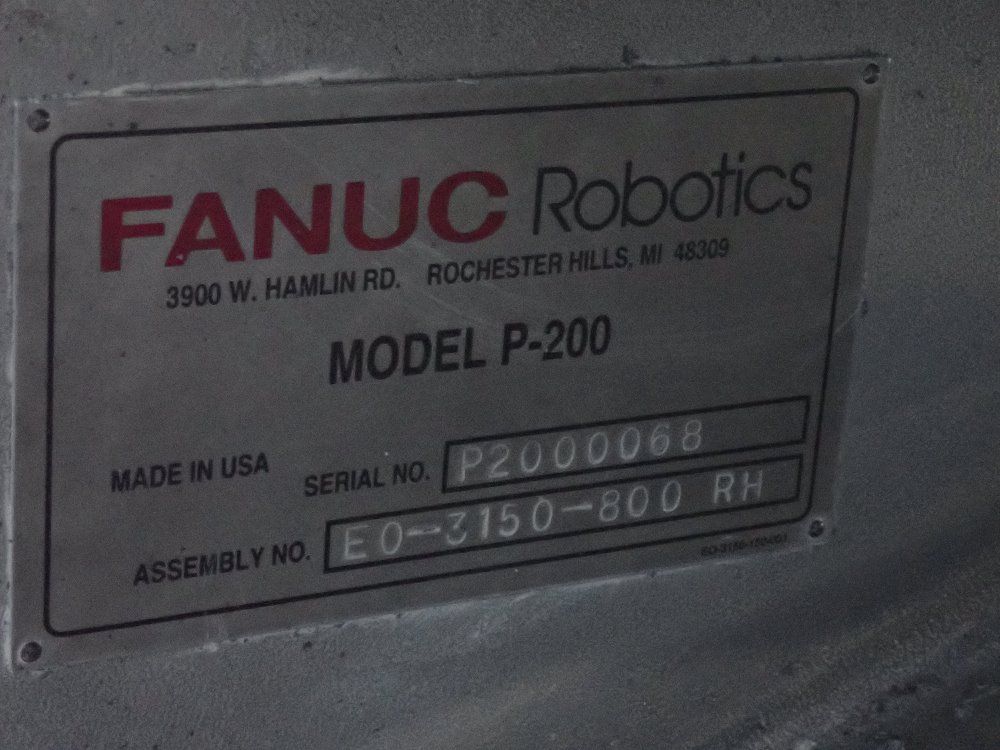 FANUC Robotics
3900 W. HAMLIN RD. ROCHESTER HILLS, MI 48309
MODEL P-200
MADE IN USA SERIAL NO. P2000068
ASSEMBLY NO. EO-3150-800 RH